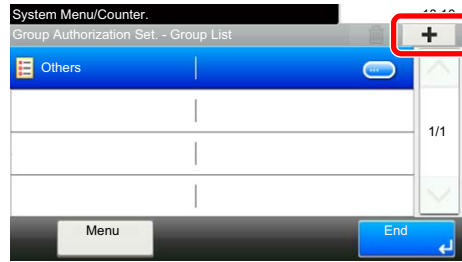 System Menu/Counter.
Group Authorization Set. - Group List
+
Others
...
1/1
Menu
End